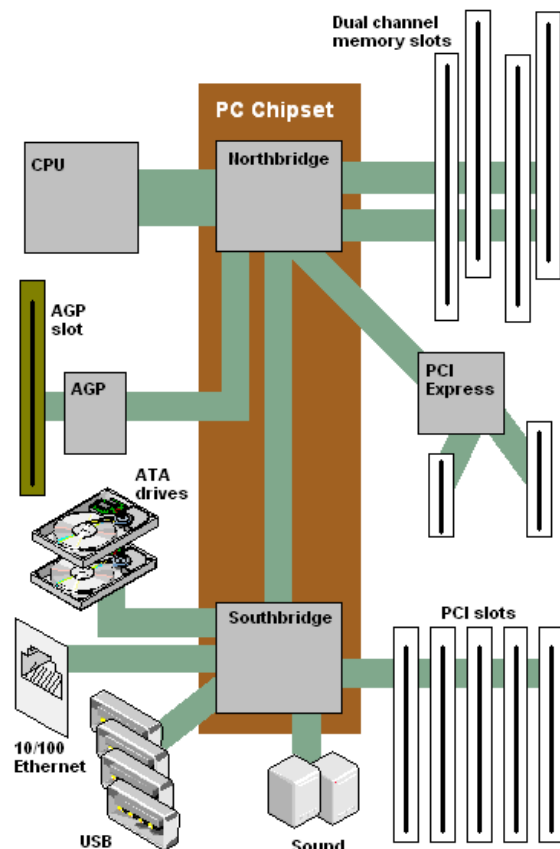 Dual channel
memory slots
PC Chipset
CPU
Northbridge
AGP
slot
PCI
Express
AGP
ATA
drives
Southbridge
PCI slots
10/100
Ethernet
USB
Sound